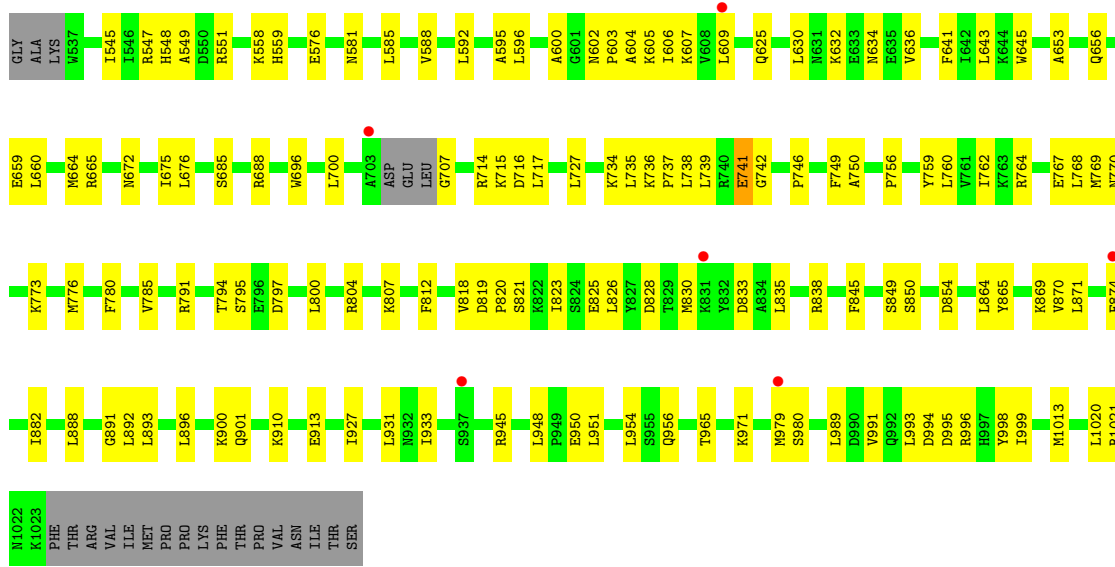 GLY ALA LYS W537 I545 I546 R547 H548 A549 D550 R551 K558 H559 E576 N581 L585 V588 L592 A595 L596 A600 G601 N602 P603 A604 K605 I606 K607 V608 L609 Q625 L630 N631 K632 E633 N634 E635 V636 F641 I642 L643 K644 W645 A653 Q656
E659 L660 M664 R665 N672 I675 L676 S685 R688 W696 L700 A703 ASP GLU LEU G707 R714 K715 D716 L717 L727 K734 L735 K736 P737 L738 L739 R740 E741 G742 P746 F749 A750 P756 Y759 L760 V761 I762 K763 R764 E767 L768 M769 N770
K773 M776 F780 V785 R791 T794 S795 E796 D797 L800 R804 K807 F812 V818 D819 P820 S821 K822 I823 S824 E825 L826 Y827 D828 T829 M830 K831 Y832 D833 A834 L835 R838 F845 S849 S850 D854 L864 Y865 K869 V870 L871
I882 L888 G891 L892 L893 L896 K900 Q901 K910 E913 I927 L931 N932 I933 S937 R945 L948 P949 E950 L951 L954 S955 Q956 T965 K971 M979 S980 L989 D990 V991 Q992 L993 D994 D995 R996 H997 Y998 I999 M1013 L1020
N1022 K1023 PHE THR ARG VAL ILE MET PRO PRO LYS PHE THR PRO VAL ASN ILE THR SER